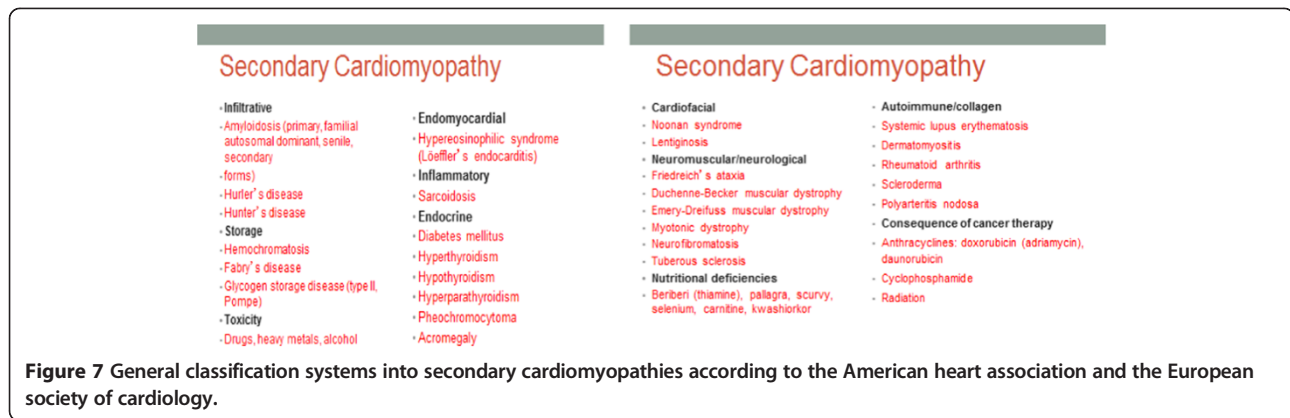 Secondary Cardiomyopathy
• Infiltrative
• Amyloidosis (primary, familial
autosomal dominant, senile,
secondary
• forms)
• Hurler's disease
• Hunter's disease
• Storage
• Hemochromatosis
• Fabry's disease
• Glycogen storage disease (type II,
Pompe)
• Toxicity
• Drugs, heavy metals, alcohol
• Endomyocardial
• Hypereosinophilic syndrome
(Löeffler's endocarditis)
• Inflammatory
• Sarcoidosis
• Endocrine
• Diabetes mellitus
• Hyperthyroidism
• Hypothyroidism
• Hyperparathyroidism
• Pheochromocytoma
• Acromegaly
Secondary Cardiomyopathy
• Cardiofacial
• Noonan syndrome
• Lentiginosis
• Neuromuscular/neurological
• Friedreich's ataxia
• Duchenne-Becker muscular dystrophy
• Emery-Dreifuss muscular dystrophy
• Myotonic dystrophy
• Neurofibromatosis
• Tuberous sclerosis
• Nutritional deficiencies
• Beriberi (thiamine), pallagra, scurvy,
selenium, carnitine, kwashiorkor
• Autoimmune/collagen
• Systemic lupus erythematosis
• Dermatomyositis
• Rheumatoid arthritis
• Scleroderma
• Polyarteritis nodosa
• Consequence of cancer therapy
• Anthracyclines: doxorubicin (adriamycin),
daunorubicin
• Cyclophosphamide
• Radiation
Figure 7 General classification systems into secondary cardiomyopathies according to the American heart association and the European
society of cardiology.